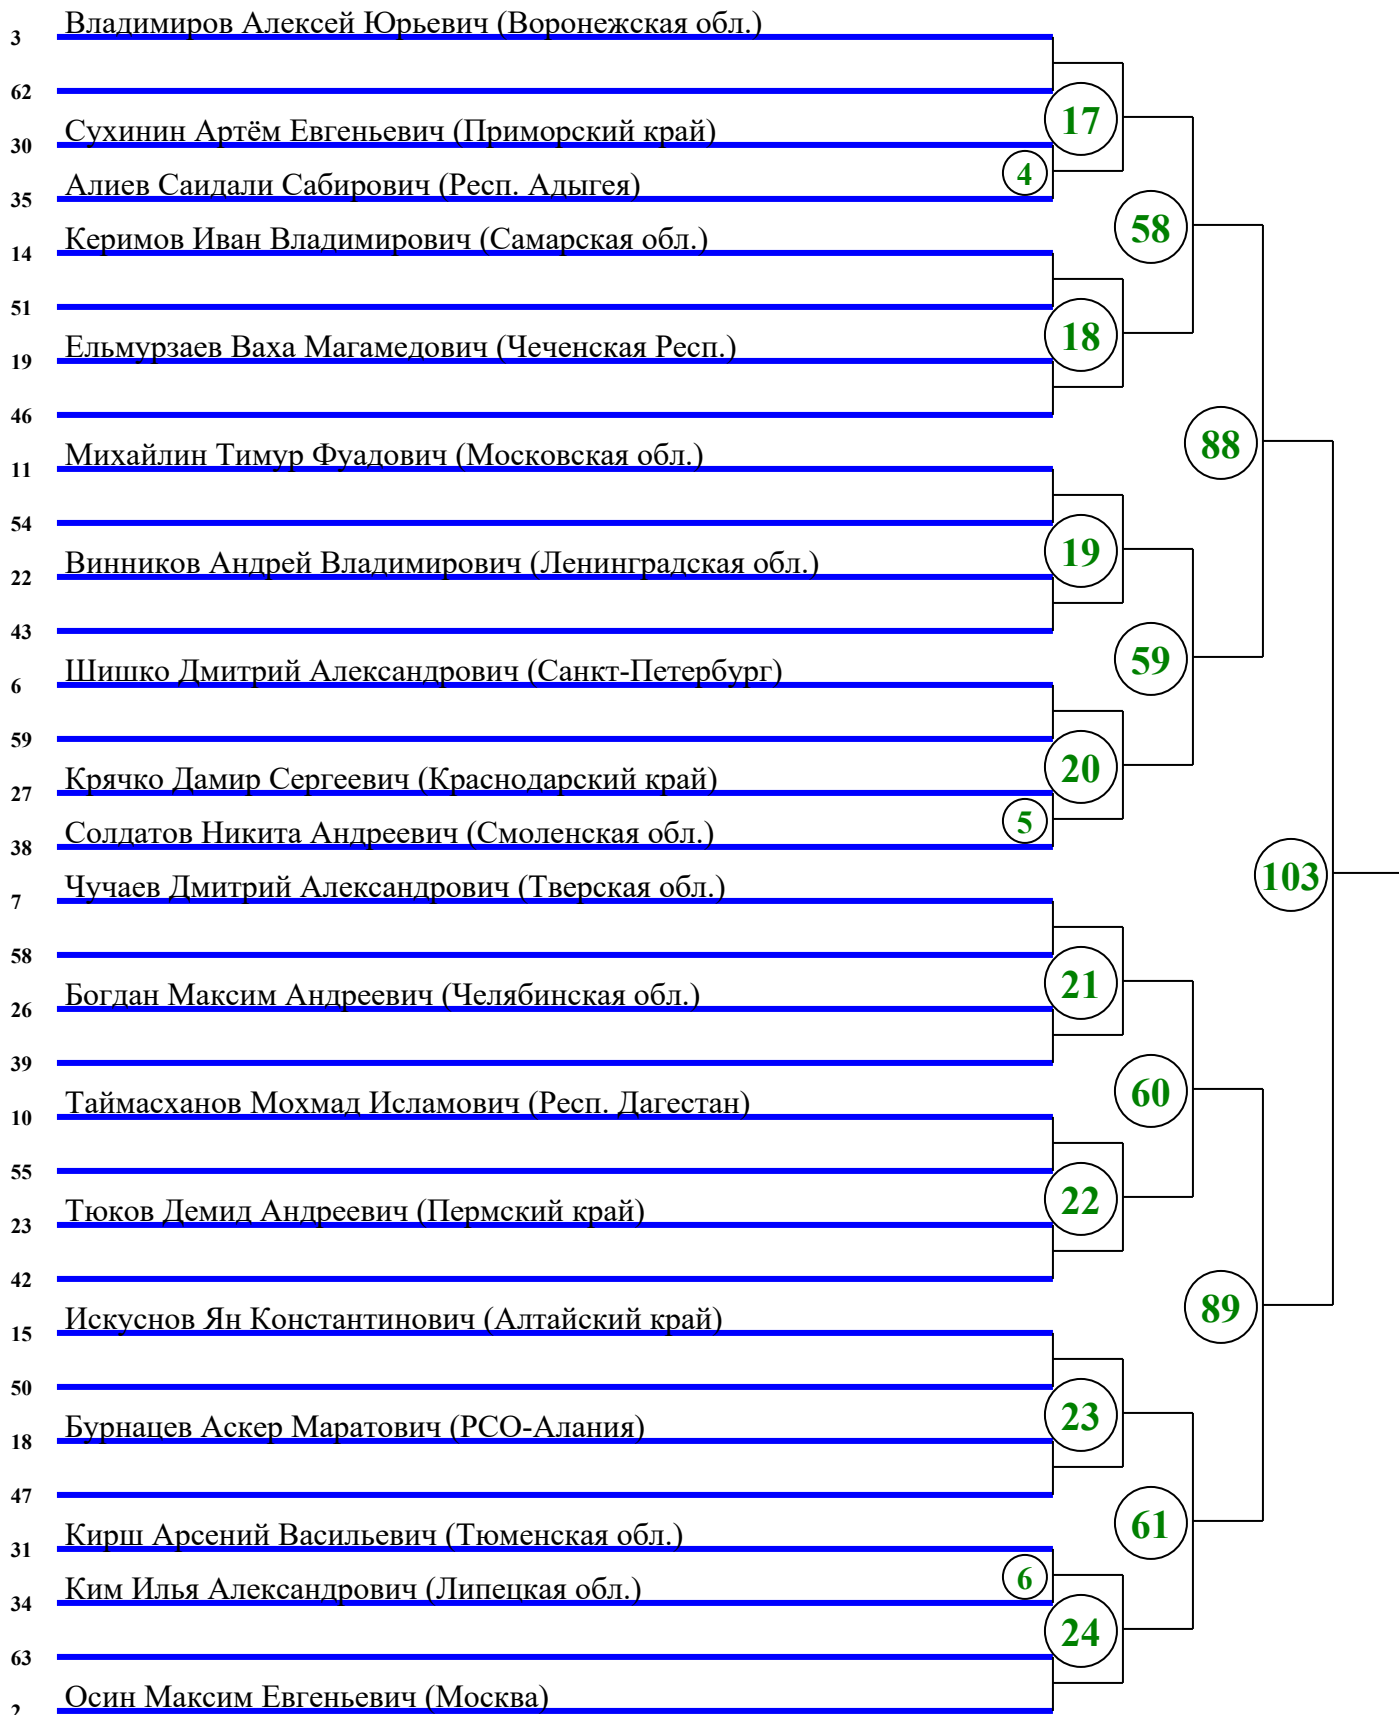 3 Владимиров Алексей Юрьевич (Воронежская обл.)
62
17
30 Сухинин Артём Евгеньевич (Приморский край)
4
35 Алиев Саидали Сабирович (Респ. Адыгея)
58
14 Керимов Иван Владимирович (Самарская обл.)
51
18
19 Ельмурзаев Ваха Магамедович (Чеченская Респ.)
46
88
11 Михайлин Тимур Фуадович (Московская обл.)
54
19
22 Винников Андрей Владимирович (Ленинградская обл.)
43
59
6 Шишко Дмитрий Александрович (Санкт-Петербург)
59
20
27 Крячко Дамир Сергеевич (Краснодарский край)
5
38 Солдатов Никита Андреевич (Смоленская обл.)
103
7 Чучаев Дмитрий Александрович (Тверская обл.)
58
21
26 Богдан Максим Андреевич (Челябинская обл.)
39
60
10 Таймасханов Мохмад Исламович (Респ. Дагестан)
55
22
23 Тюков Демид Андреевич (Пермский край)
42
89
15 Искуснов Ян Константинович (Алтайский край)
50
23
18 Бурнацев Аскер Маратович (РСО-Алания)
47
61
31 Кирш Арсений Васильевич (Тюменская обл.)
6
34 Ким Илья Александрович (Липецкая обл.)
24
63
2 Осин Максим Евгеньевич (Москва)